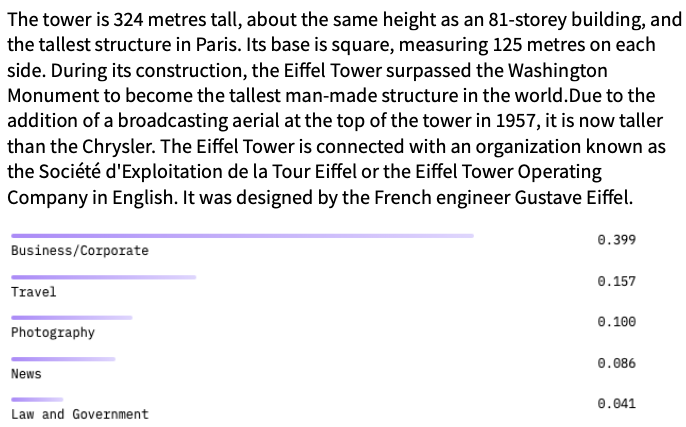 The tower is 324 metres tall, about the same height as an 81-storey building, and
the tallest structure in Paris. Its base is square, measuring 125 metres on each
side. During its construction, the Eiffel Tower surpassed the Washington
Monument to become the tallest man-made structure in the world.Due to the
addition of a broadcasting aerial at the top of the tower in 1957, it is now taller
than the Chrysler. The Eiffel Tower is connected with an organization known as
the Société d'Exploitation de la Tour Eiffel or the Eiffel Tower Operating
Company in English. It was designed by the French engineer Gustave Eiffel.
Business/Corporate 0.399
Travel 0.157
Photography 0.100
News 0.086
Law and Government 0.041